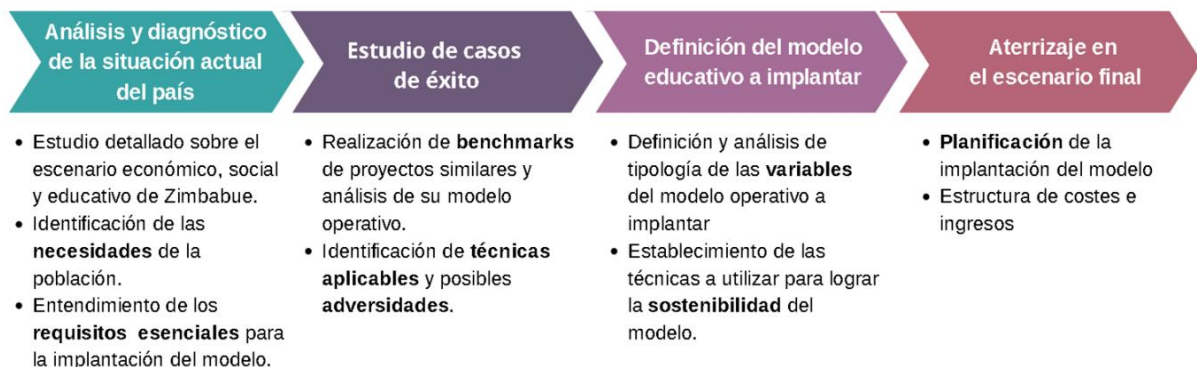 Análisis y diagnóstico
de la situación actual
del país
• Estudio detallado sobre el
escenario económico, social
y educativo de Zimbabue.
• Identificación de las
necesidades de la
población.
• Entendimiento de los
requisitos esenciales para
la implantación del modelo.
Estudio de casos
de éxito
• Realización de benchmarks
de proyectos similares y
análisis de su modelo
operativo.
• Identificación de técnicas
aplicables y posibles
adversidades.
Definición del modelo
educativo a implantar
• Definición y análisis de
tipología de las variables
del modelo operativo a
implantar
• Establecimiento de las
técnicas a utilizar para lograr
la sostenibilidad del
modelo.
Aterrizaje en
el escenario final
• Planificación de la
implantación del modelo
• Estructura de costes e
ingresos